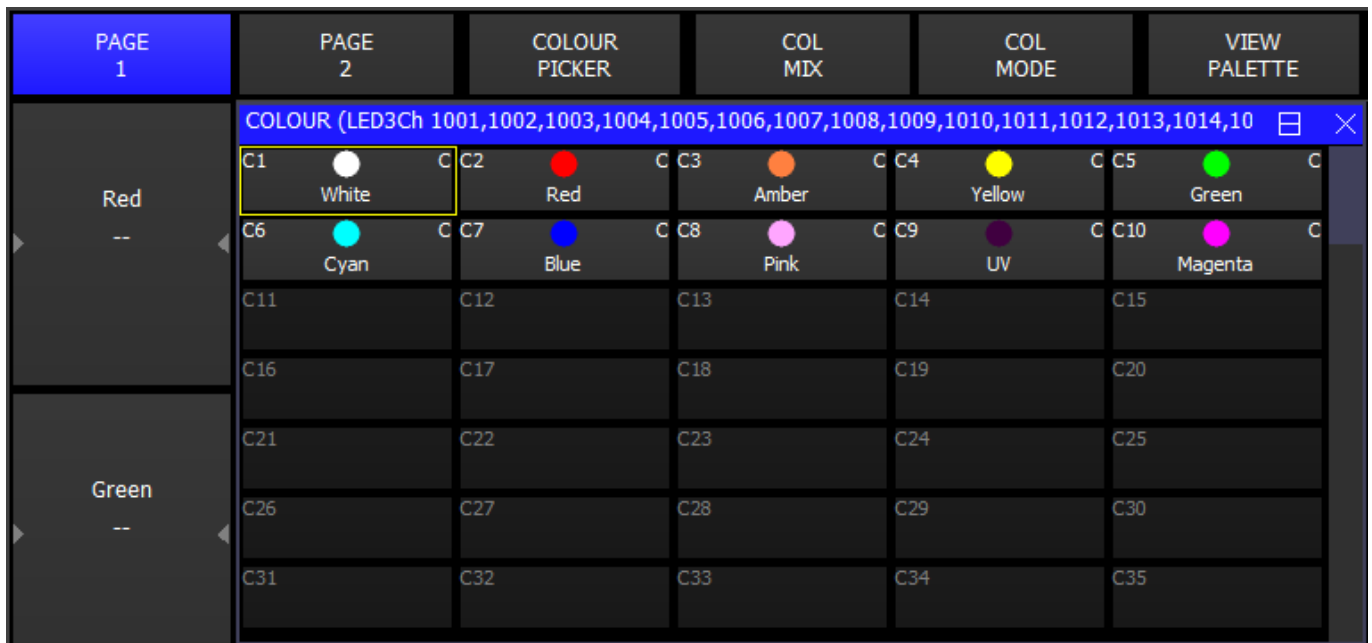 PAGE
1
PAGE
2
COLOUR
PICKER
COL
MIX
COL
MODE
VIEW
PALETTE
Red
--
Green
--
COLOUR (LED3Ch 1001,1002,1003,1004,1005,1006,1007,1008,1009,1010,1011,1012,1013,1014,10
C1 C
White
C2 C
Red
C3 C
Amber
C4 C
Yellow
C5 C
Green
C6 C
Cyan
C7 C
Blue
C8 C
Pink
C9 C
UV
C10 C
Magenta
C11 C12 C13 C14 C15
C16 C17 C18 C19 C20
C21 C22 C23 C24 C25
C26 C27 C28 C29 C30
C31 C32 C33 C34 C35